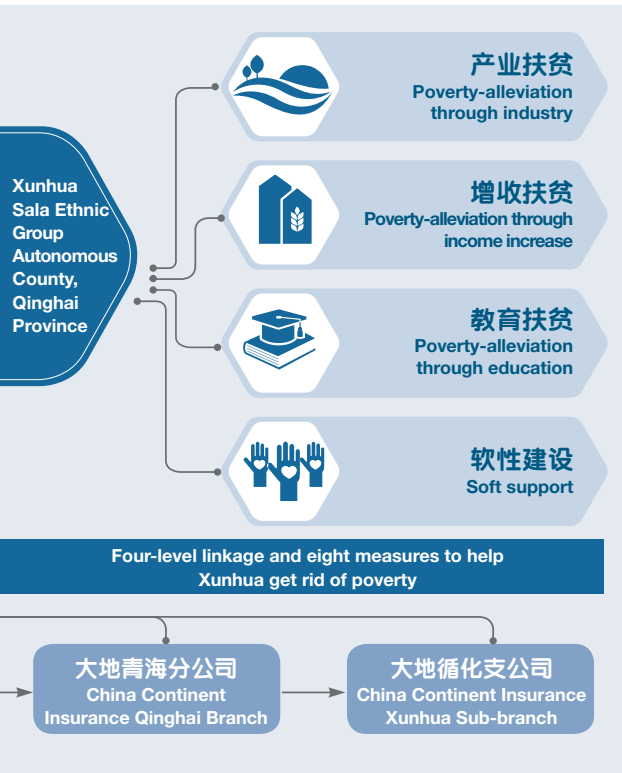 Xunhua
Sala Ethnic
Group
Autonomous
County,
Qinghai
Province
产业扶贫
Poverty-alleviation
through industry
增收扶贫
Poverty-alleviation through
income increase
教育扶贫
Poverty-alleviation
through education
软性建设
Soft support
Four-level linkage and eight measures to help
Xunhua get rid of poverty
大地青海分公司
China Continent
Insurance Qinghai Branch
大地循化支公司
China Continent Insurance
Xunhua Sub-branch